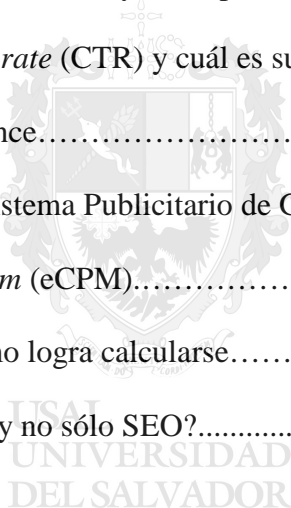 rate (CTR) y cuál es su
nce……………………
istema Publicitario de
m (eCPM)………………
no logra calcularse……
y no sólo SEO?.............
USAL
UNIVERSIDAD
DEL SALVADOR